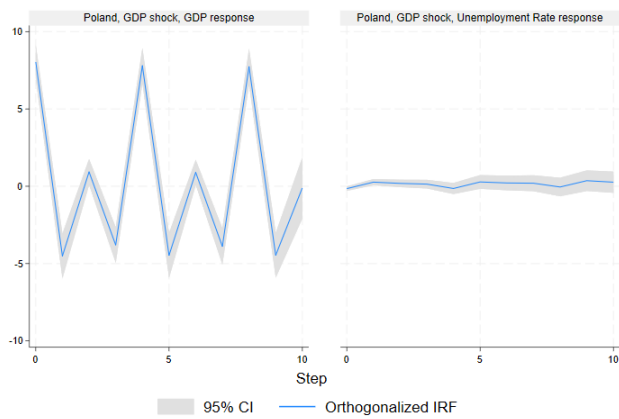 Poland, GDP shock, GDP response
Poland, GDP shock, Unemployment Rate response
10
5
0
-5
-10
0
5
10
0
5
10
Step
95% CI
Orthogonalized IRF